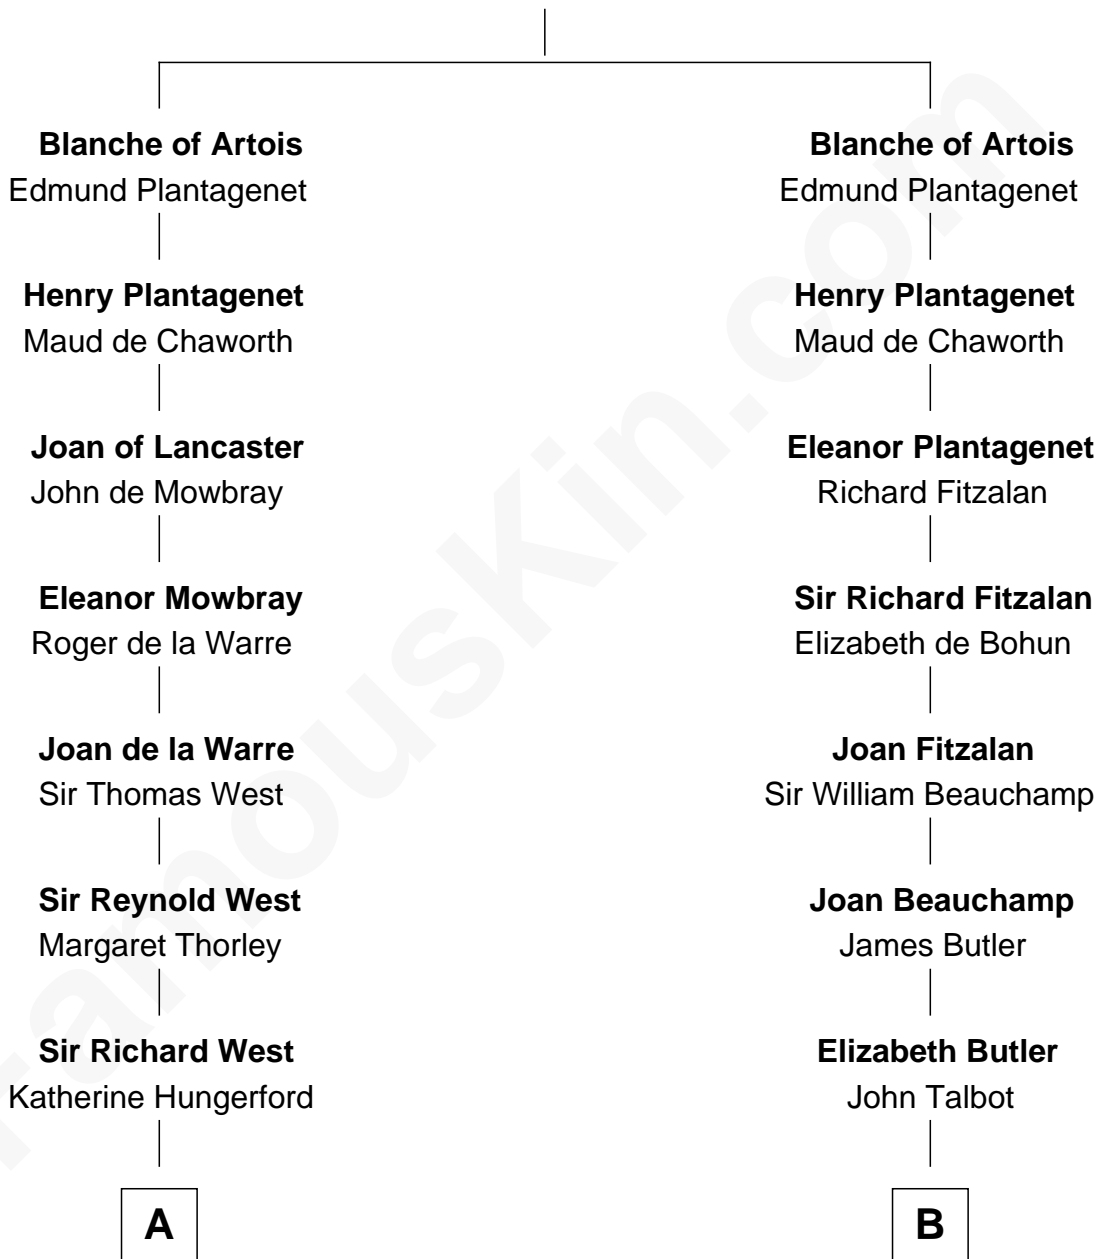 Blanche of Artois
Edmund Plantagenet
Henry Plantagenet
Maud de Chaworth
Joan of Lancaster
John de Mowbray
Eleanor Mowbray
Roger de la Warre
Joan de la Warre
Sir Thomas West
Sir Reynold West
Margaret Thorley
Sir Richard West
Katherine Hungerford
A
Blanche of Artois
Edmund Plantagenet
Henry Plantagenet
Maud de Chaworth
Eleanor Plantagenet
Richard Fitzalan
Sir Richard Fitzalan
Elizabeth de Bohun
Joan Fitzalan
Sir William Beauchamp
Joan Beauchamp
James Butler
Elizabeth Butler
John Talbot
B
FamousKin.com